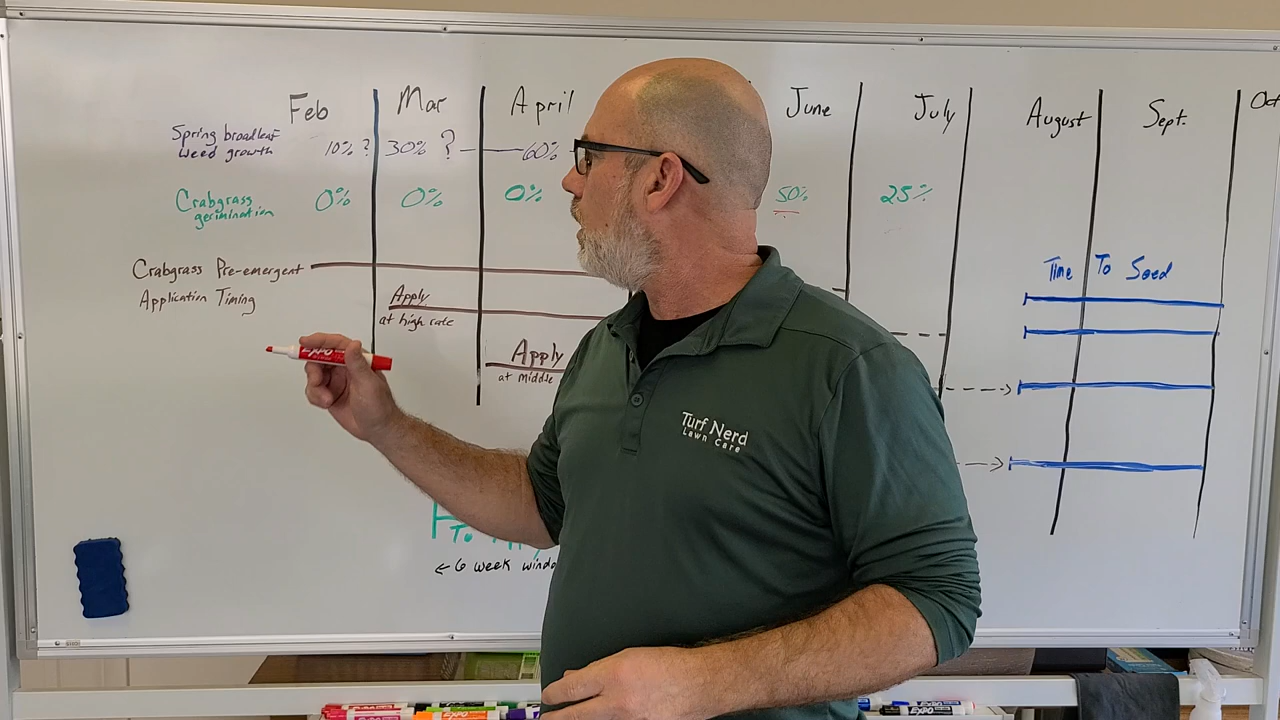 Feb Mar April June July August Sept. Oct
Spring broadleaf
weed growth 10% ? 30% ? 60%
Crabgrass
germination 0% 0% 0% 50% 25%
Crabgrass Pre-emergent
Application Timing
Apply
at high rate
Apply
at middle
Time To Seed
To
← 6 week windo
Turf Nerd
Lawn Care
EXPO
EXPO